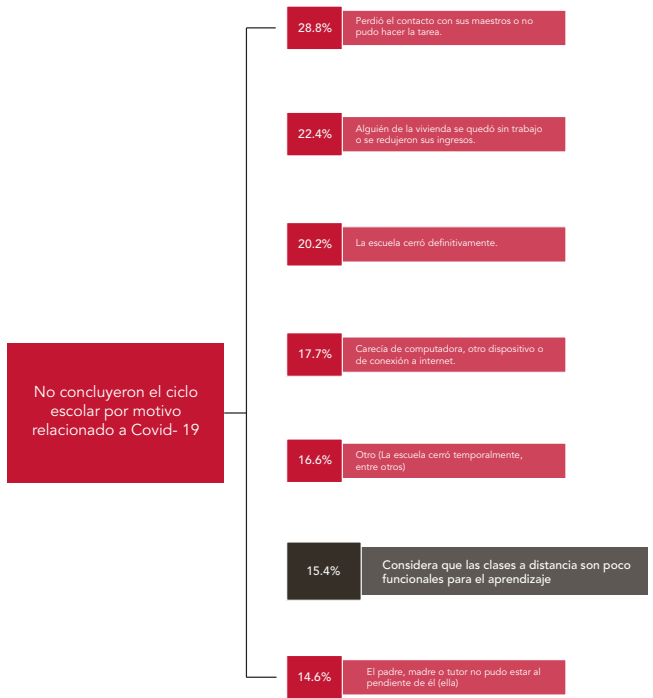 28.8%
Perdió el contacto con sus maestros o no
pudo hacer la tarea.
22.4%
Alguién de la vivienda se quedó sin trabajo
o se redujeron sus ingresos.
20.2%
La escuela cerró definitivamente.
No concluyeron el ciclo
escolar por motivo
relacionado a Covid- 19
17.7%
Carecía de computadora, otro dispositivo o
de conexión a internet.
16.6%
Otro (La escuela cerró temporalmente,
entre otros)
15.4%
Considera que las clases a distancia son poco
funcionales para el aprendizaje
14.6%
El padre, madre o tutor no pudo estar al
pendiente de él (ella)